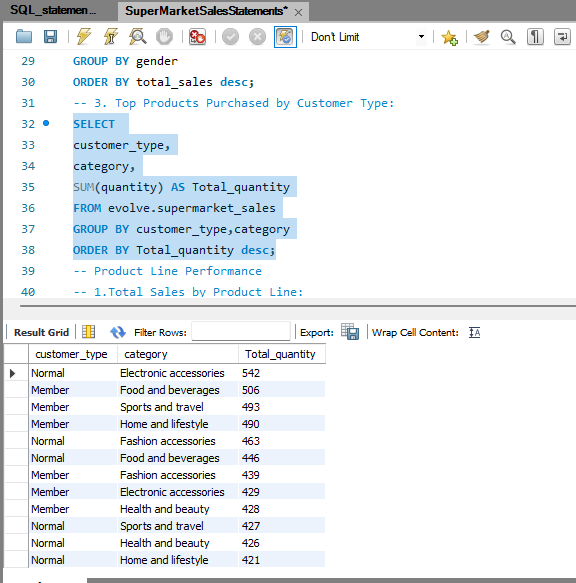 SQL_statemen...
SuperMarketSalesStatements*
Don't Limit
29 GROUP BY gender
30 ORDER BY total_sales desc;
31 -- 3. Top Products Purchased by Customer Type:
32 SELECT
33 customer_type,
34 category,
35 SUM(quantity) AS Total_quantity
36 FROM evolve.supermarket_sales
37 GROUP BY customer_type,category
38 ORDER BY Total_quantity desc;
39 -- Product Line Performance
40 -- 1.Total Sales by Product Line:
Result Grid Filter Rows: Export: Wrap Cell Content:
customer_type category Total_quantity
Normal Electronic accessories 542
Member Food and beverages 506
Member Sports and travel 493
Member Home and lifestyle 490
Normal Fashion accessories 463
Normal Food and beverages 446
Member Fashion accessories 439
Member Electronic accessories 429
Member Health and beauty 428
Normal Sports and travel 427
Normal Health and beauty 426
Normal Home and lifestyle 421